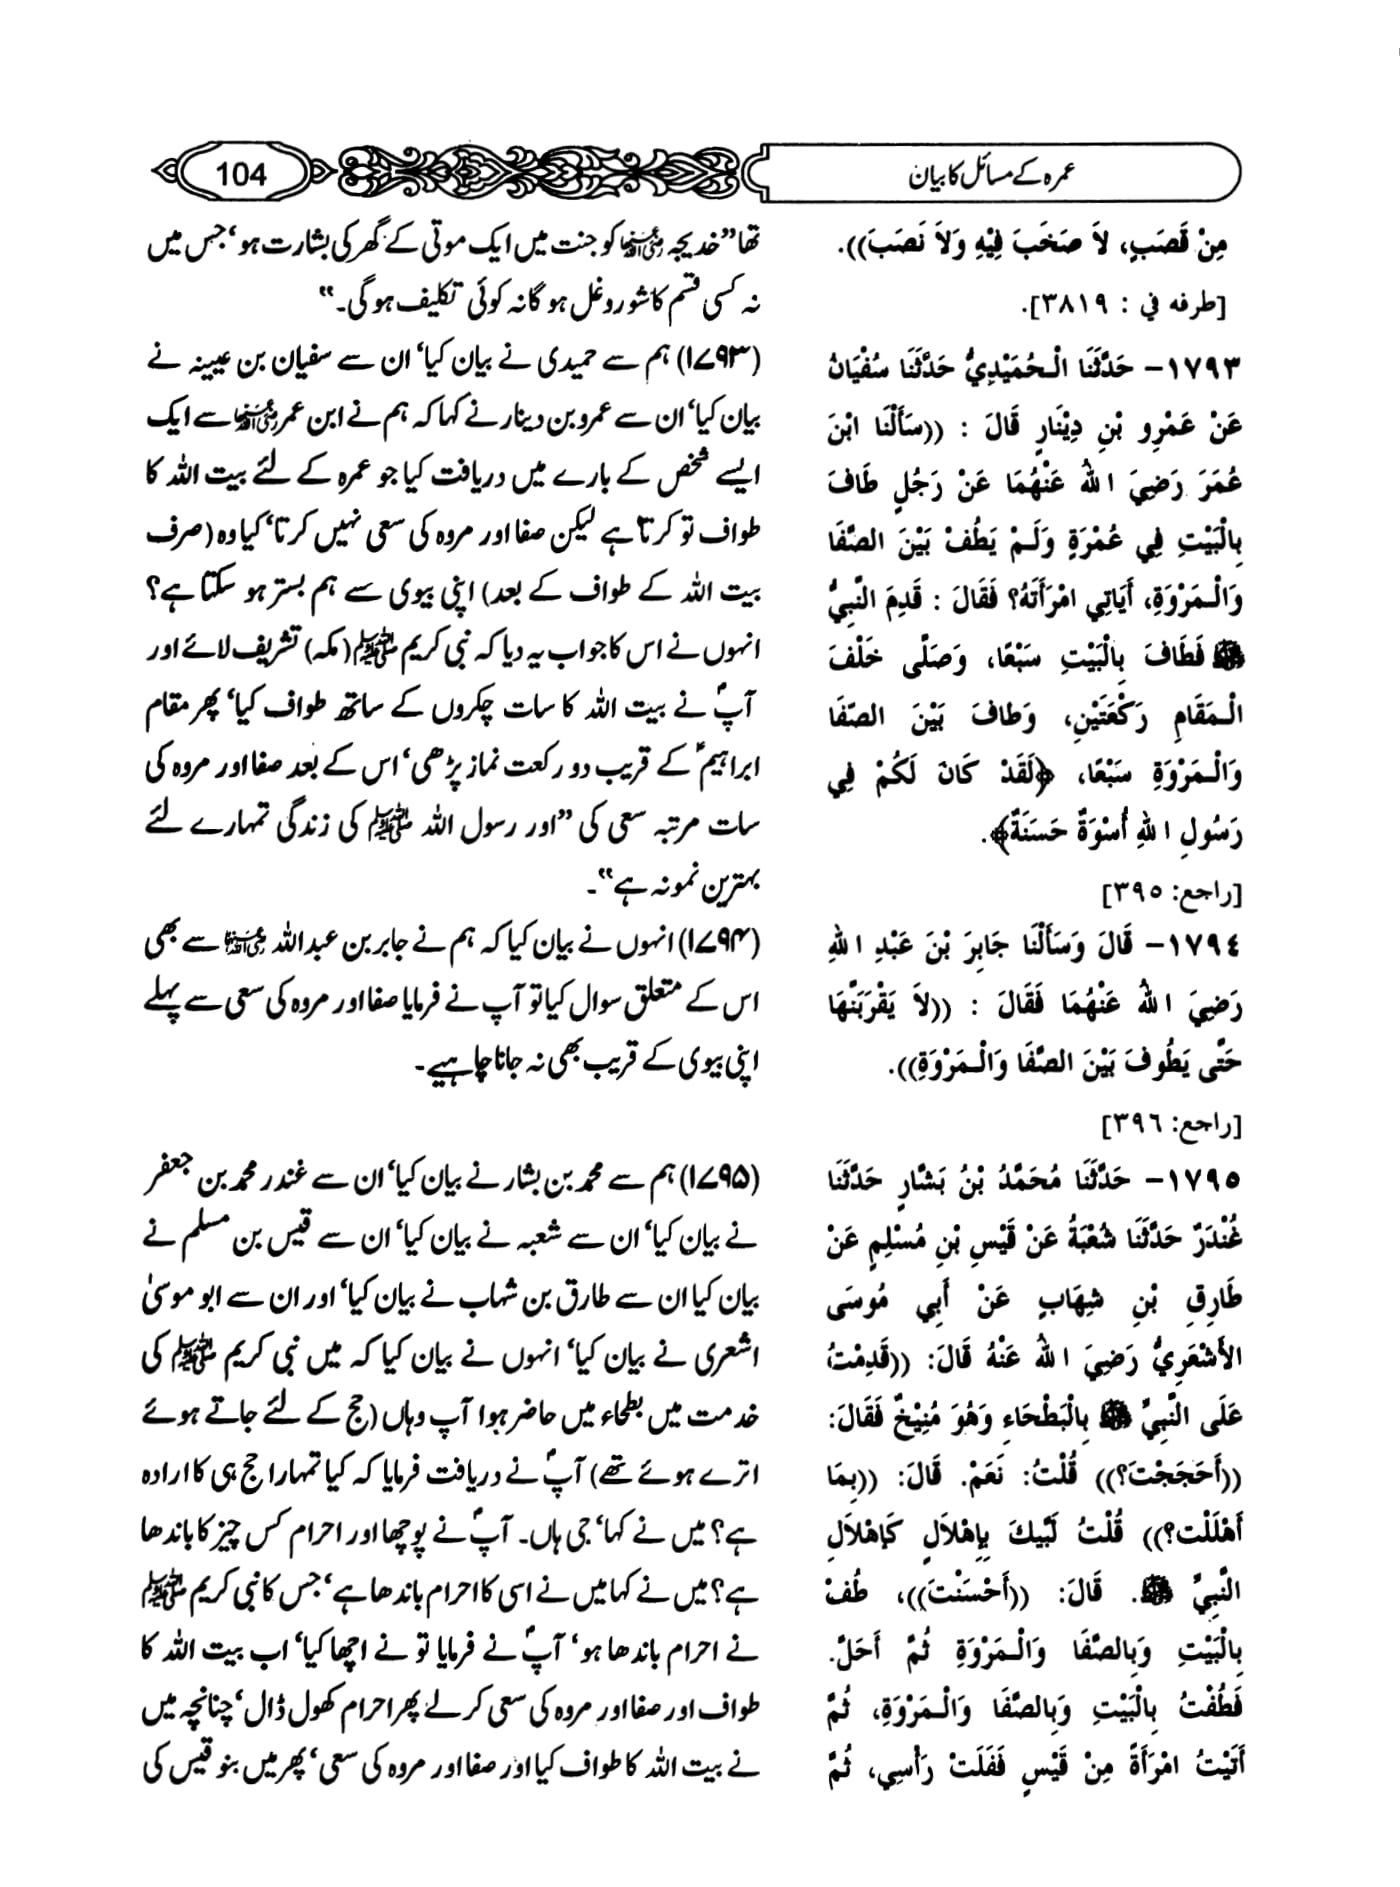 عمرہ کے مسائل کا بیان
104
مِنْ قَصَبٍ، لاَ صَخَبَ فِيْهِ وَلاَ نَصَبَ)).
[طرفه في : ٣٨١٩].
١٧٩٣– حَدَّثَنَا الْحُمَيْدِيُّ حَدَّثَنَا سُفْيَانُ
عَنْ عَمْرِو بْنِ دِيْنَارٍ قَالَ : ((سَأَلْنَا ابْنَ
عُمَرَ رَضِيَ اللهُ عَنْهُمَا عَنْ رَجُلٍ طَافَ
بِالْبَيْتِ فِي عُمْرَةٍ وَلَمْ يَطُفْ بَيْنَ الصَّفَا
وَالْمَرْوَةِ، أَيَاتِي امْرَأَتَهُ؟ فَقَالَ : قَدِمَ النَّبِيُّ
ﷺ فَطَافَ بِالْبَيْتِ سَبْعًا، وَصَلَّى خَلْفَ
الْمَقَامِ رَكْعَتَيْنِ، وَطَافَ بَيْنَ الصَّفَا
وَالْمَرْوَةِ سَبْعًا، ﴿لَقَدْ كَانَ لَكُمْ فِي
رَسُولِ اللهِ أُسْوَةٌ حَسَنَةٌ﴾.
[راجع: ٣٩٥]
١٧٩٤– قَالَ وَسَأَلْنَا جَابِرَ بْنَ عَبْدِ اللهِ
رَضِيَ اللهُ عَنْهُمَا فَقَالَ : ((لاَ يَقْرَبَنَّهَا
حَتَّى يَطُوفَ بَيْنَ الصَّفَا وَالْمَرْوَةِ)).
[راجع: ٣٩٦]
١٧٩٥– حَدَّثَنَا مُحَمَّدُ بْنُ بَشَّارٍ حَدَّثَنَا
غُنْدَرٌ حَدَّثَنَا شُعْبَةُ عَنْ قَيْسِ بْنِ مُسْلِمٍ عَنْ
طَارِقِ بْنِ شِهَابٍ عَنْ أَبِي مُوسَى
الأَشْعَرِيُّ رَضِيَ اللهُ عَنْهُ قَالَ: ((قَدِمْتُ
عَلَى النَّبِيِّ ﷺ بِالْبَطْحَاءِ وَهُوَ مُنِيْخٌ فَقَالَ:
((أَحَجَجْتَ؟)) قُلْتُ: نَعَمْ. قَالَ: ((بِمَا
أَهْلَلْتَ؟)) قُلْتُ لَبَّيكَ بِإِهْلاَلٍ كَإِهْلاَلِ
النَّبِيِّ ﷺ. قَالَ: ((أَحْسَنْتَ))، طُفْ
بِالْبَيْتِ وَبِالصَّفَا وَالْمَرْوَةِ ثُمَّ أَحَلَّ.
فَطُفْتُ بِالْبَيْتِ وَبِالصَّفَا وَالْمَرْوَةِ، ثُمَّ
أَتَيْتُ امْرَأَةً مِنْ قَيْسٍ فَفَلَتْ رَأْسِي، ثُمَّ
تھا”خدیجہ رضی اللہ عنہا کو جنت میں ایک موتی کے گھر کی بشارت ہو‘ جس میں
نہ کسی قسم کا شور و غل ہو گا نہ کوئی تکلیف ہو گی۔“
(۱۷۹۳) ہم سے حمیدی نے بیان کیا‘ ان سے سفیان بن عیینہ نے
بیان کیا‘ ان سے عمرو بن دینار نے کہا کہ ہم نے ابن عمر رضی اللہ عنہما سے ایک
ایسے شخص کے بارے میں دریافت کیا جو عمرہ کے لئے بیت اللہ کا
طواف تو کرتا ہے لیکن صفا اور مروہ کی سعی نہیں کرتا‘ کیا وہ (صرف
بیت اللہ کے طواف کے بعد) اپنی بیوی سے ہم بستر ہو سکتا ہے؟
انہوں نے اس کا جواب یہ دیا کہ نبی کریم ﷺ (مکہ) تشریف لائے اور
آپؐ نے بیت اللہ کا سات چکروں کے ساتھ طواف کیا‘ پھر مقام
ابراہیمؑ کے قریب دو رکعت نماز پڑھی‘ اس کے بعد صفا اور مروہ کی
سات مرتبہ سعی کی ”اور رسول اللہ ﷺ کی زندگی تمہارے لئے
بہترین نمونہ ہے“۔
(۱۷۹۴) انہوں نے بیان کیا کہ ہم نے جابر بن عبداللہ رضی اللہ عنہما سے بھی
اس کے متعلق سوال کیا تو آپ نے فرمایا صفا اور مروہ کی سعی سے پہلے
اپنی بیوی کے قریب بھی نہ جانا چاہیے۔
(۱۷۹۵) ہم سے محمد بن بشار نے بیان کیا‘ ان سے غندر محمد بن جعفر
نے بیان کیا‘ ان سے شعبہ نے بیان کیا‘ ان سے قیس بن مسلم نے
بیان کیا ان سے طارق بن شہاب نے بیان کیا‘ اور ان سے ابو موسیٰ
اشعری نے بیان کیا‘ انہوں نے بیان کیا کہ میں نبی کریم ﷺ کی
خدمت میں بطحاء میں حاضر ہوا آپ وہاں (حج کے لئے جاتے ہوئے
اترے ہوئے تھے) آپؐ نے دریافت فرمایا کہ کیا تمہارا حج ہی کا ارادہ
ہے؟ میں نے کہا‘ جی ہاں۔ آپؐ نے پوچھا اور احرام کس چیز کا باندھا
ہے؟ میں نے کہا میں نے اسی کا احرام باندھا ہے‘ جس کا نبی کریم ﷺ
نے احرام باندھا ہو‘ آپؐ نے فرمایا تو نے اچھا کیا‘ اب بیت اللہ کا
طواف اور صفا اور مروہ کی سعی کر لے پھر احرام کھول ڈال‘ چنانچہ میں
نے بیت اللہ کا طواف کیا اور صفا اور مروہ کی سعی‘ پھر میں بنو قیس کی